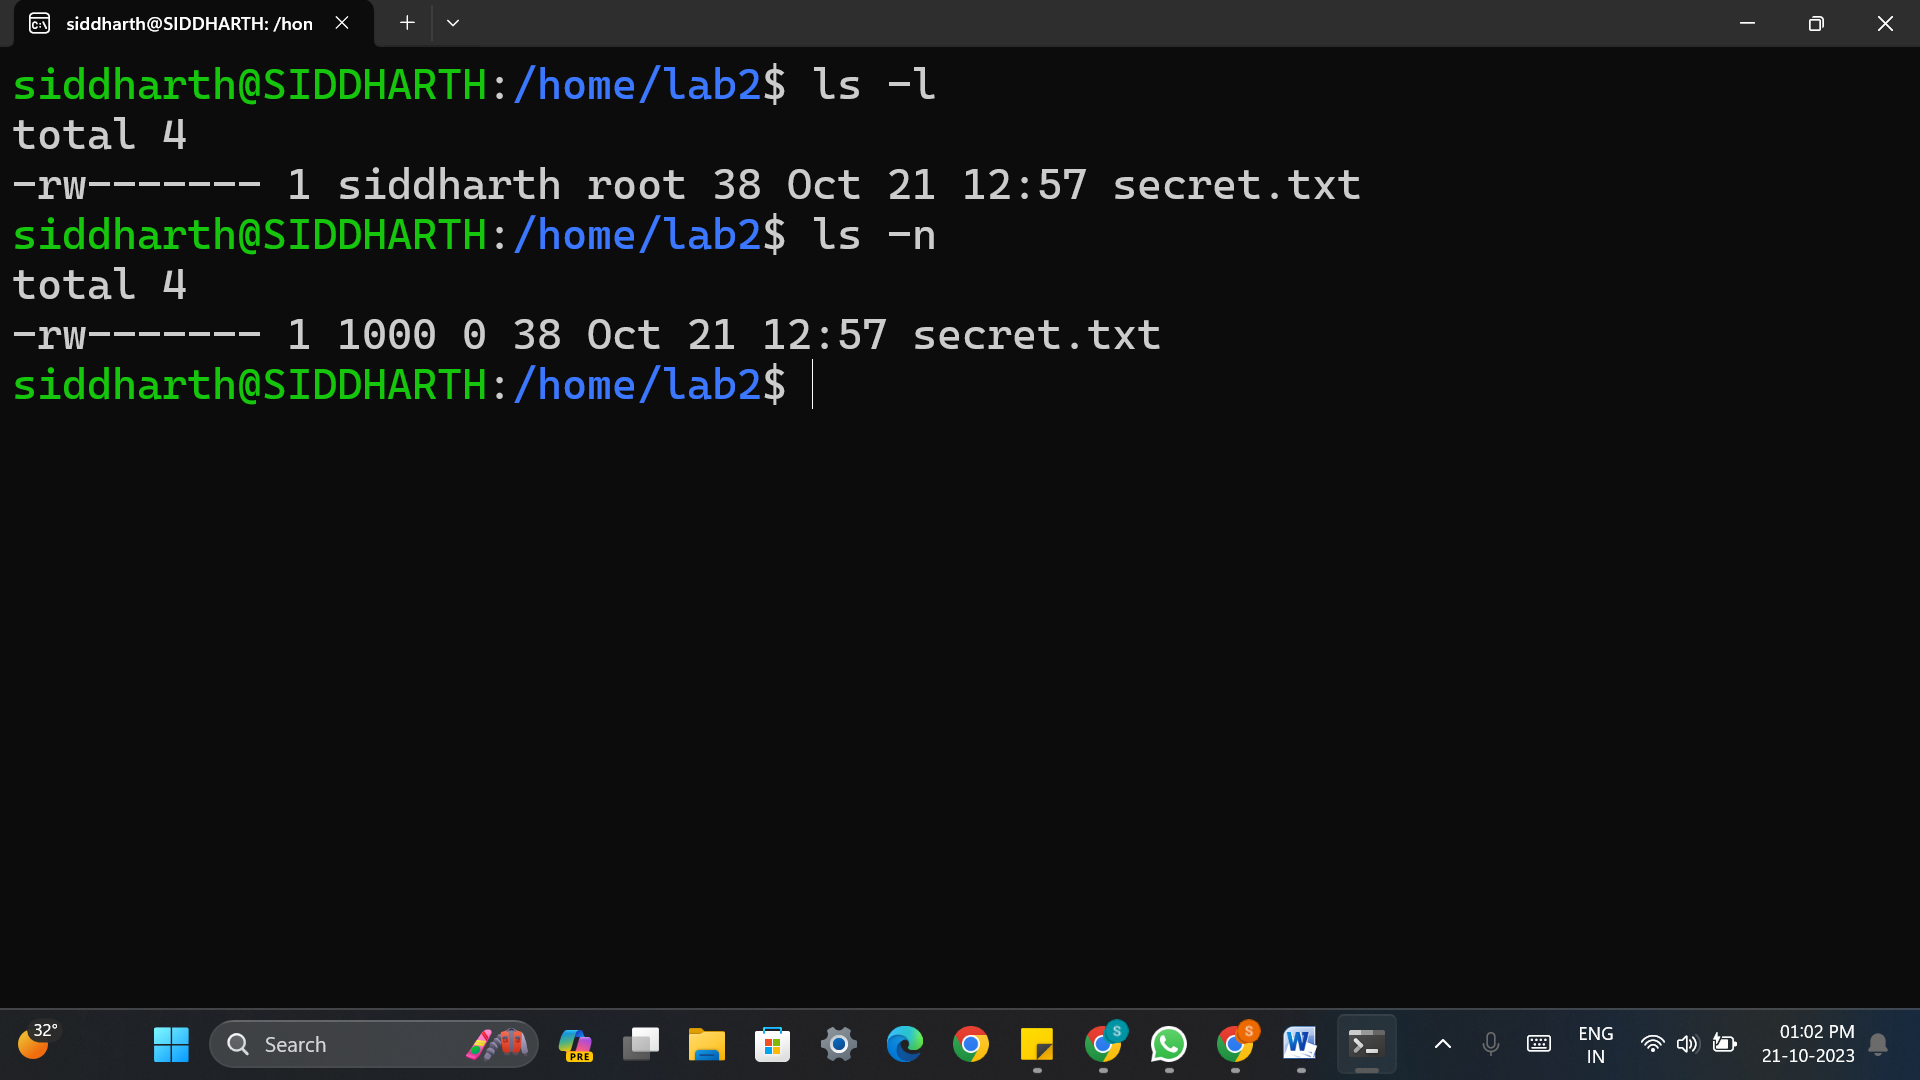 siddharth@SIDDHARTH: /hon
siddharth@SIDDHARTH:/home/lab2$ ls -l
total 4
-rw------- 1 siddharth root 38 Oct 21 12:57 secret.txt
siddharth@SIDDHARTH:/home/lab2$ ls -n
total 4
-rw------- 1 1000 0 38 Oct 21 12:57 secret.txt
siddharth@SIDDHARTH:/home/lab2$
32°
Search
PRE
S
S
W
ENG
IN
01:02 PM
21-10-2023